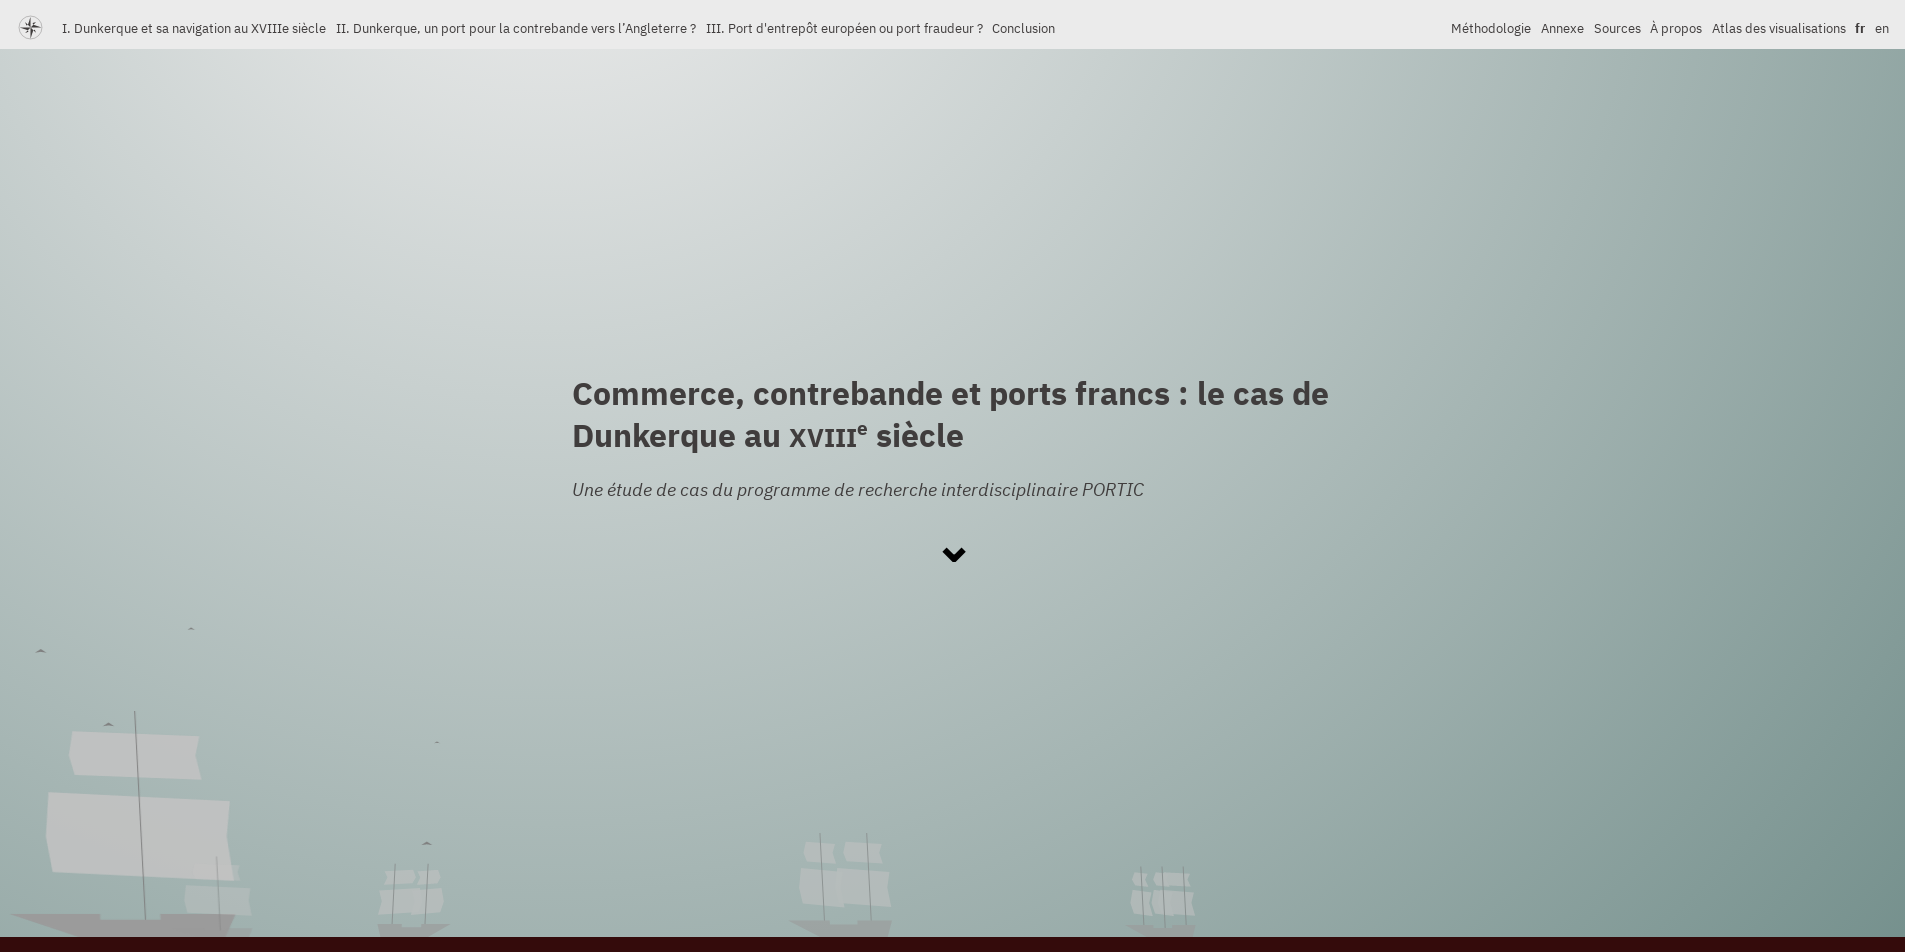 I. Dunkerque et sa navigation au XVIIIe siècle II. Dunkerque, un port pour la contrebande vers l’Angleterre ? III. Port d'entrepôt européen ou port fraudeur ? Conclusion Méthodologie Annexe Sources À propos Atlas des visualisations fr en
Commerce, contrebande et ports francs : le cas de
Dunkerque au XVIIIe siècle
Une étude de cas du programme de recherche interdisciplinaire PORTIC